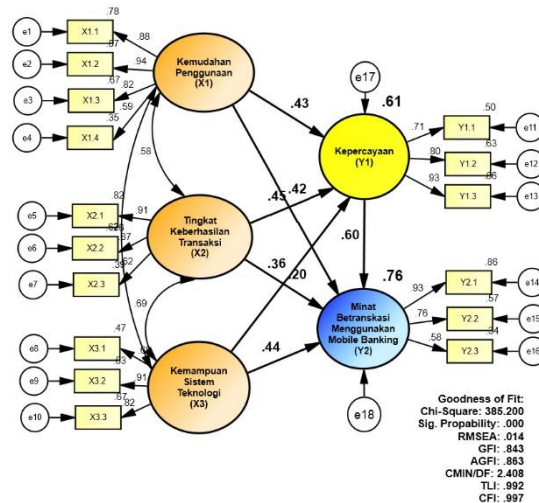 e1
X1.1
.78
.88
e2
X1.2
.94
e3
X1.3
.67
.82
e4
X1.4
.59
.35
Kemudahan
Penggunaan
(X1)
.58
e17
.43
.61
Kepercayaan
(Y1)
.71
.50
Y1.1
e11
.80
.63
Y1.2
e12
.93
Y1.3
e13
.45
.42
e5
X2.1
.82
.91
e6
X2.2
e7
X2.3
Tingkat
Keberhasilan
Transaksi
(X2)
.69
.36
.20
.60
.76
.44
Minat
Betranskasi
Menggunakan
Mobile Banking
(Y2)
e18
.93
.86
Y2.1
e14
.76
.57
Y2.2
e15
.58
Y2.3
e16
e8
X3.1
.47
e9
X3.2
.91
e10
X3.3
.67
.82
Kemampuan
Sistem
Teknologi
(X3)
Goodness of Fit:
Chi-Square: 385.200
Sig. Propability: .000
RMSEA: .014
GFI: .843
AGFI: .863
CMIN/DF: 2.408
TLI: .992
CFI: .997